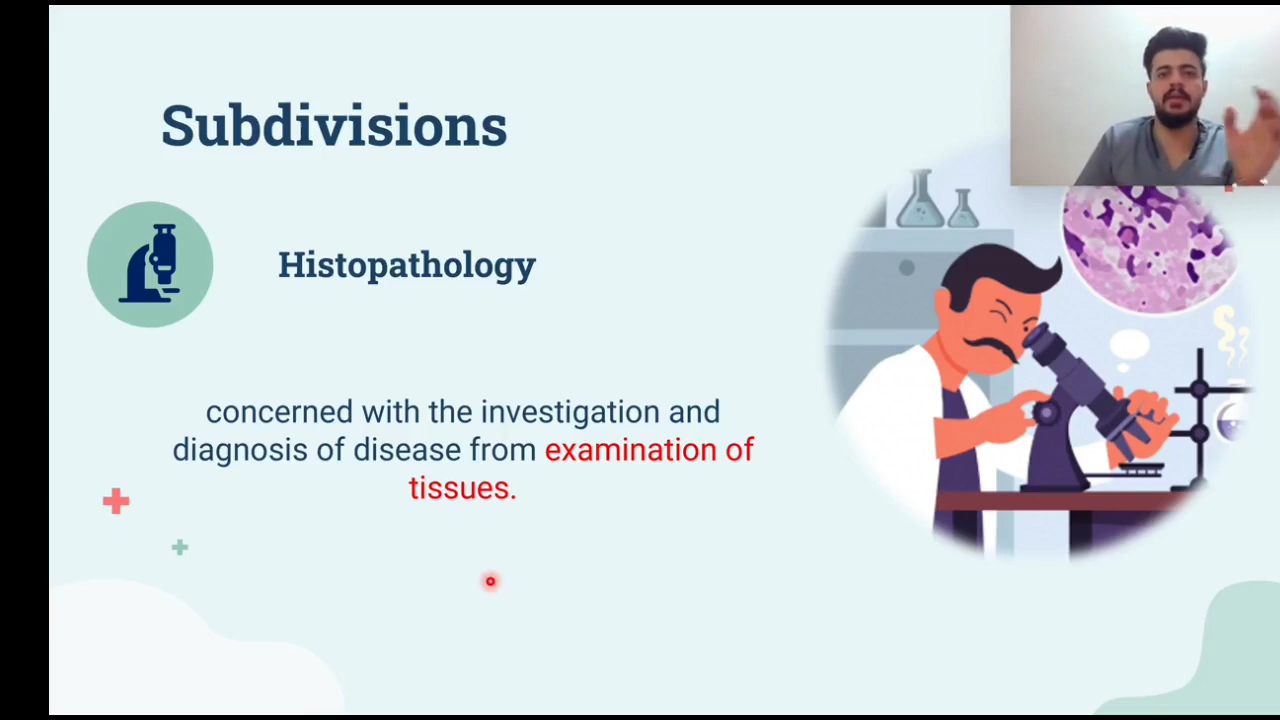 Subdivisions
Histopathology
concerned with the investigation and
diagnosis of disease from examination of
tissues.